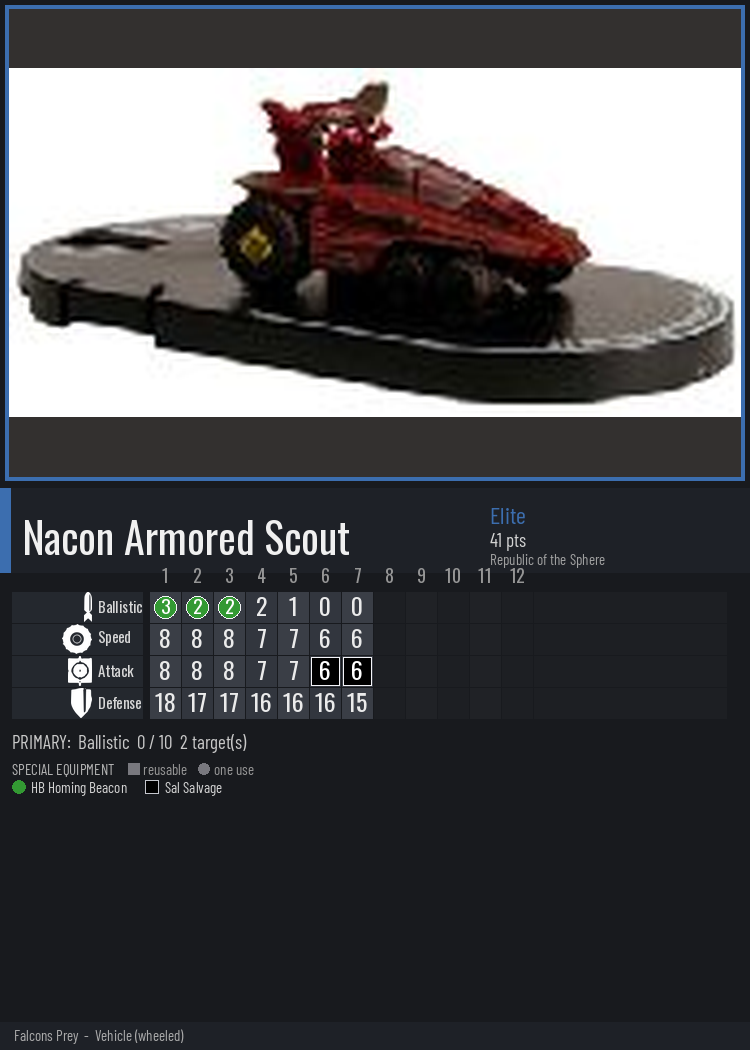 Nacon Armored Scout
Elite
41 pts
Republic of the Sphere
1 2 3 4 5 6 7 8 9 10 11 12
Ballistic 3 2 2 2 1 0 0
Speed 8 8 8 7 7 6 6
Attack 8 8 8 7 7 6 6
Defense 18 17 17 16 16 16 15
PRIMARY: Ballistic 0 / 10 2 target(s)
SPECIAL EQUIPMENT reusable one use
HB Homing Beacon Sal Salvage
Falcons Prey - Vehicle (wheeled)